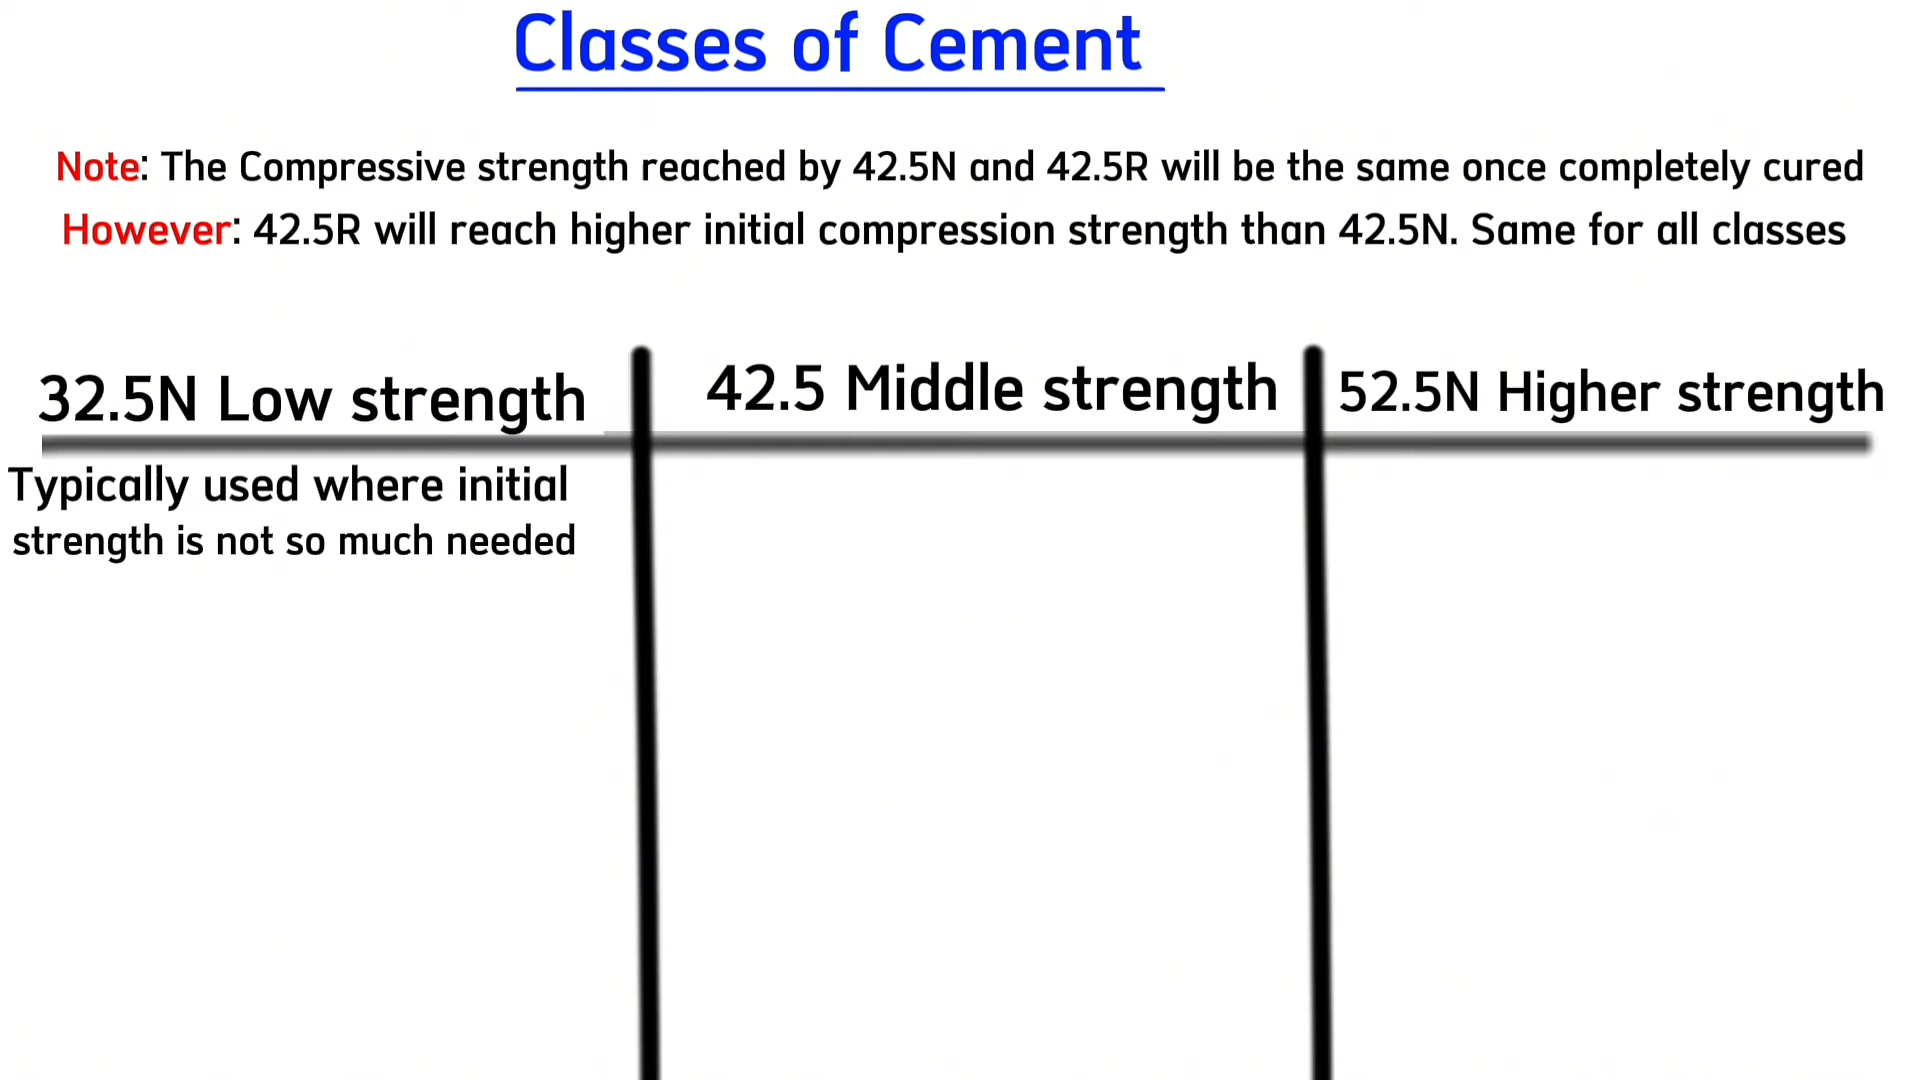 Classes of Cement
Note: The Compressive strength reached by 42.5N and 42.5R will be the same once completely cured
However: 42.5R will reach higher initial compression strength than 42.5N. Same for all classes
32.5N Low strength
42.5 Middle strength
52.5N Higher strength
Typically used where initial
strength is not so much needed